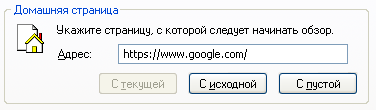 Домашняя страница
Укажите страницу, с которой следует начинать обзор.
Адрес: https://www.google.com/
С текущей С исходной С пустой